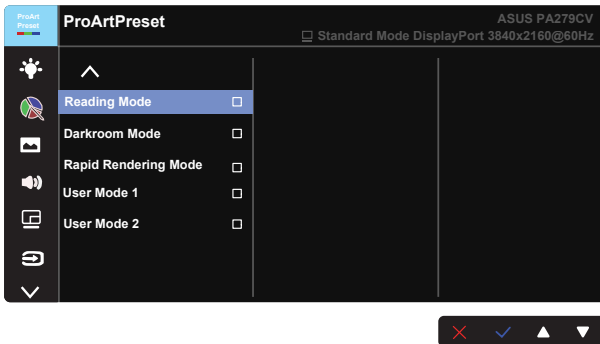 ProArt
Preset
ProArtPreset
ASUS PA279CV
Standard Mode DisplayPort 3840x2160@60Hz
Reading Mode
Darkroom Mode
Rapid Rendering Mode
User Mode 1
User Mode 2